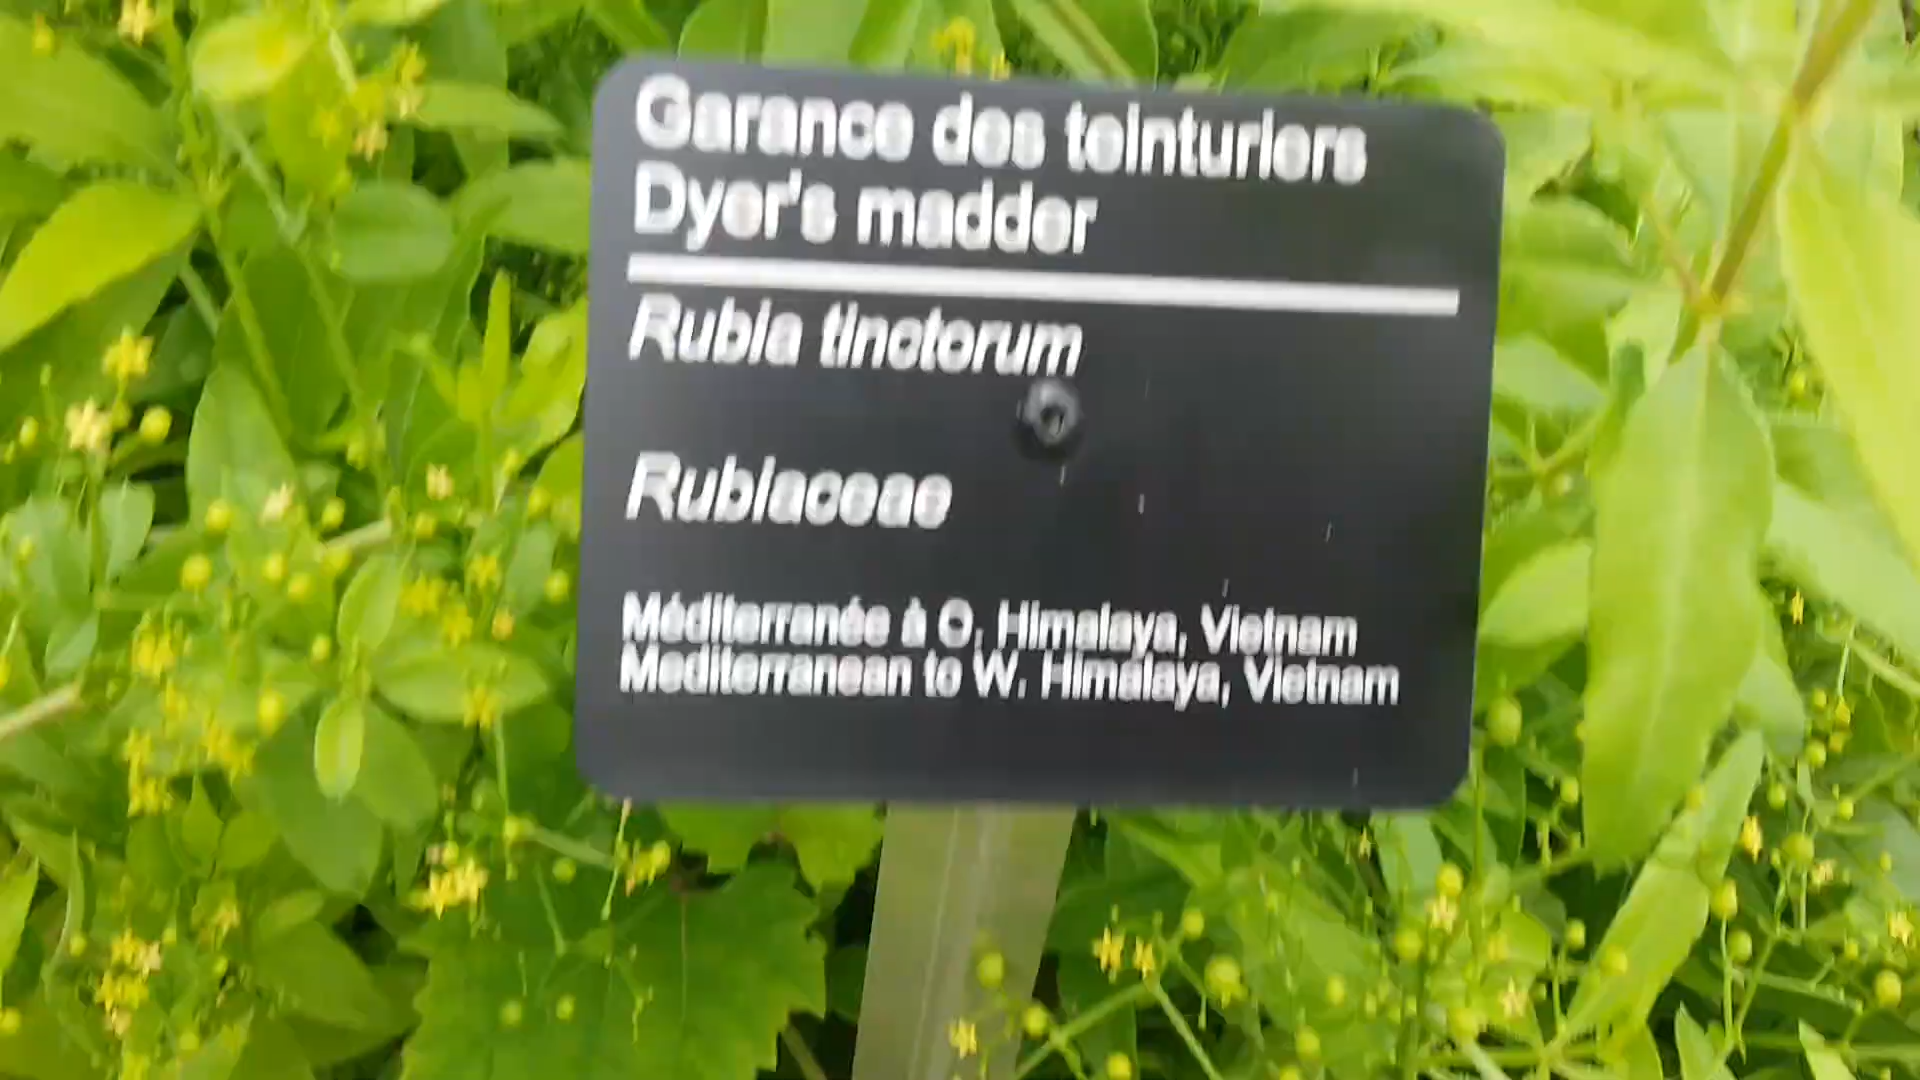 Garance des teinturiers
Dyer's madder
Rubia tinctorum
Rubiaceae
Méditerranée à O. Himalaya, Vietnam
Mediterranean to W. Himalaya, Vietnam